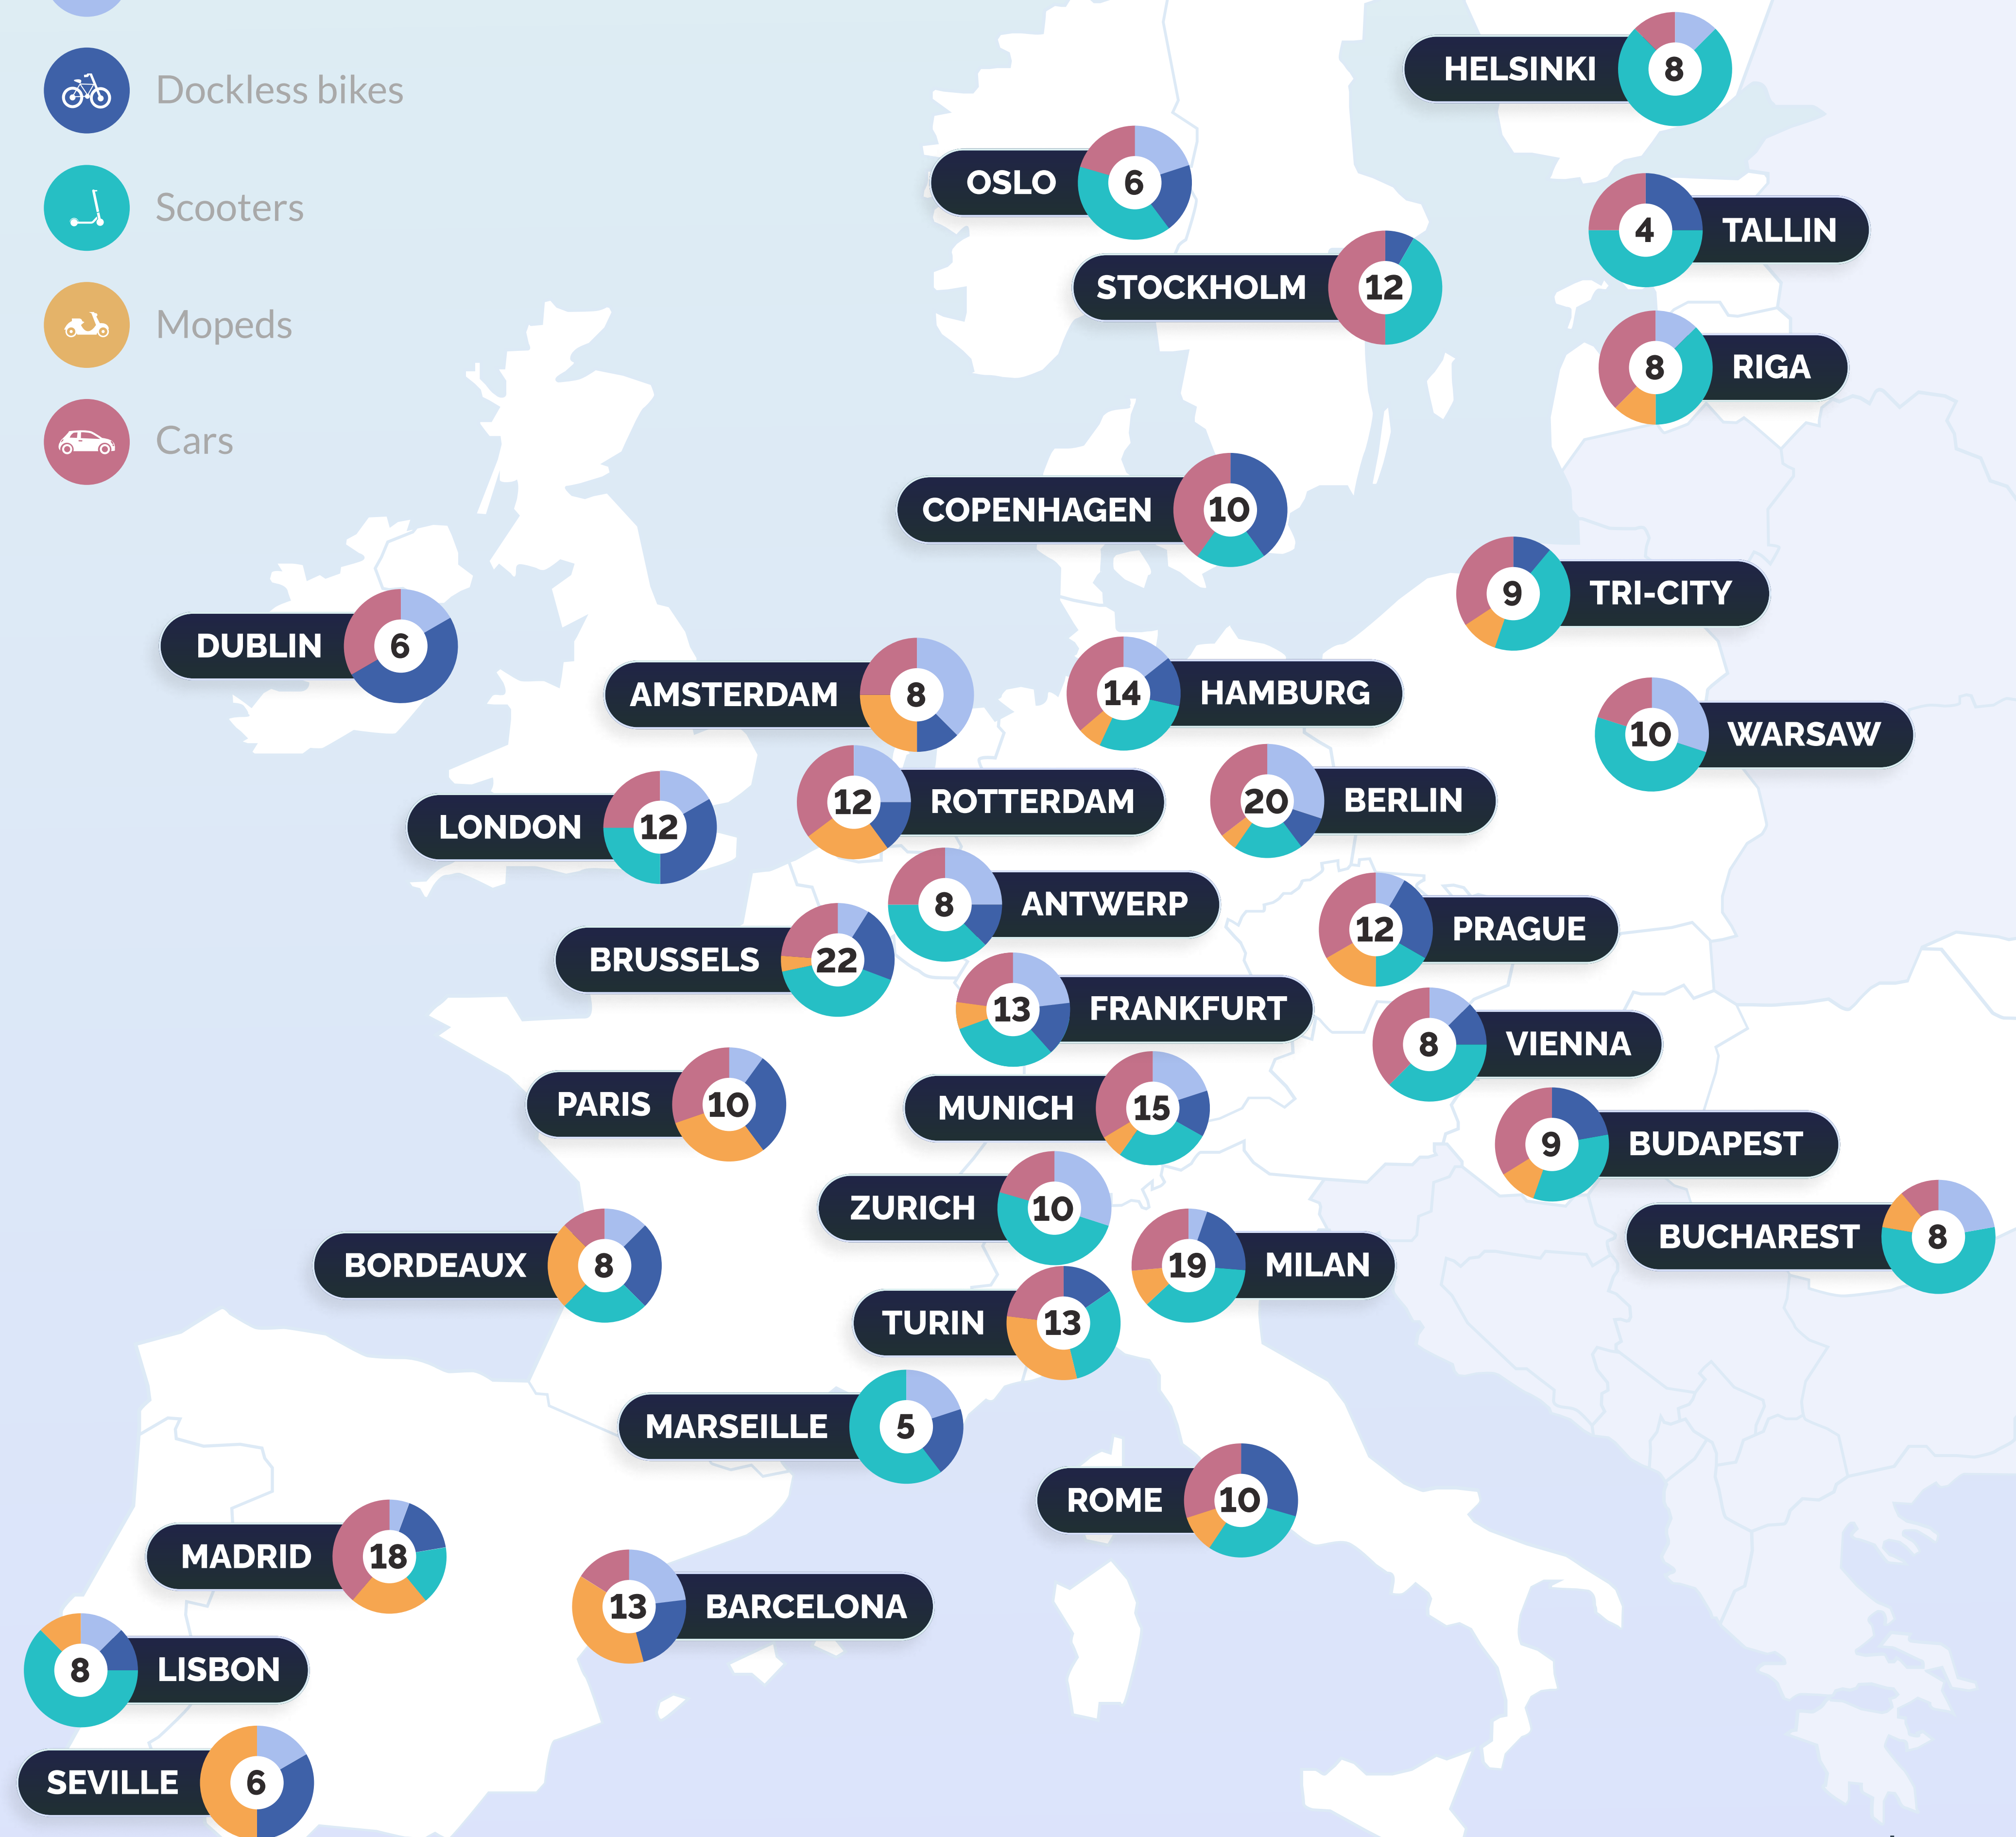 Dockless bikes
Scooters
Mopeds
Cars
HELSINKI 8
OSLO 6
4 TALLIN
STOCKHOLM 12
8 RIGA
COPENHAGEN 10
9 TRI-CITY
DUBLIN 6
AMSTERDAM 8
14 HAMBURG
10 WARSAW
12 ROTTERDAM
20 BERLIN
LONDON 12
8 ANTWERP
12 PRAGUE
BRUSSELS 22
13 FRANKFURT
8 VIENNA
PARIS 10
MUNICH 15
9 BUDAPEST
ZURICH 10
BUCHAREST 8
BORDEAUX 8
19 MILAN
TURIN 13
MARSEILLE 5
ROME 10
MADRID 18
13 BARCELONA
8 LISBON
SEVILLE 6